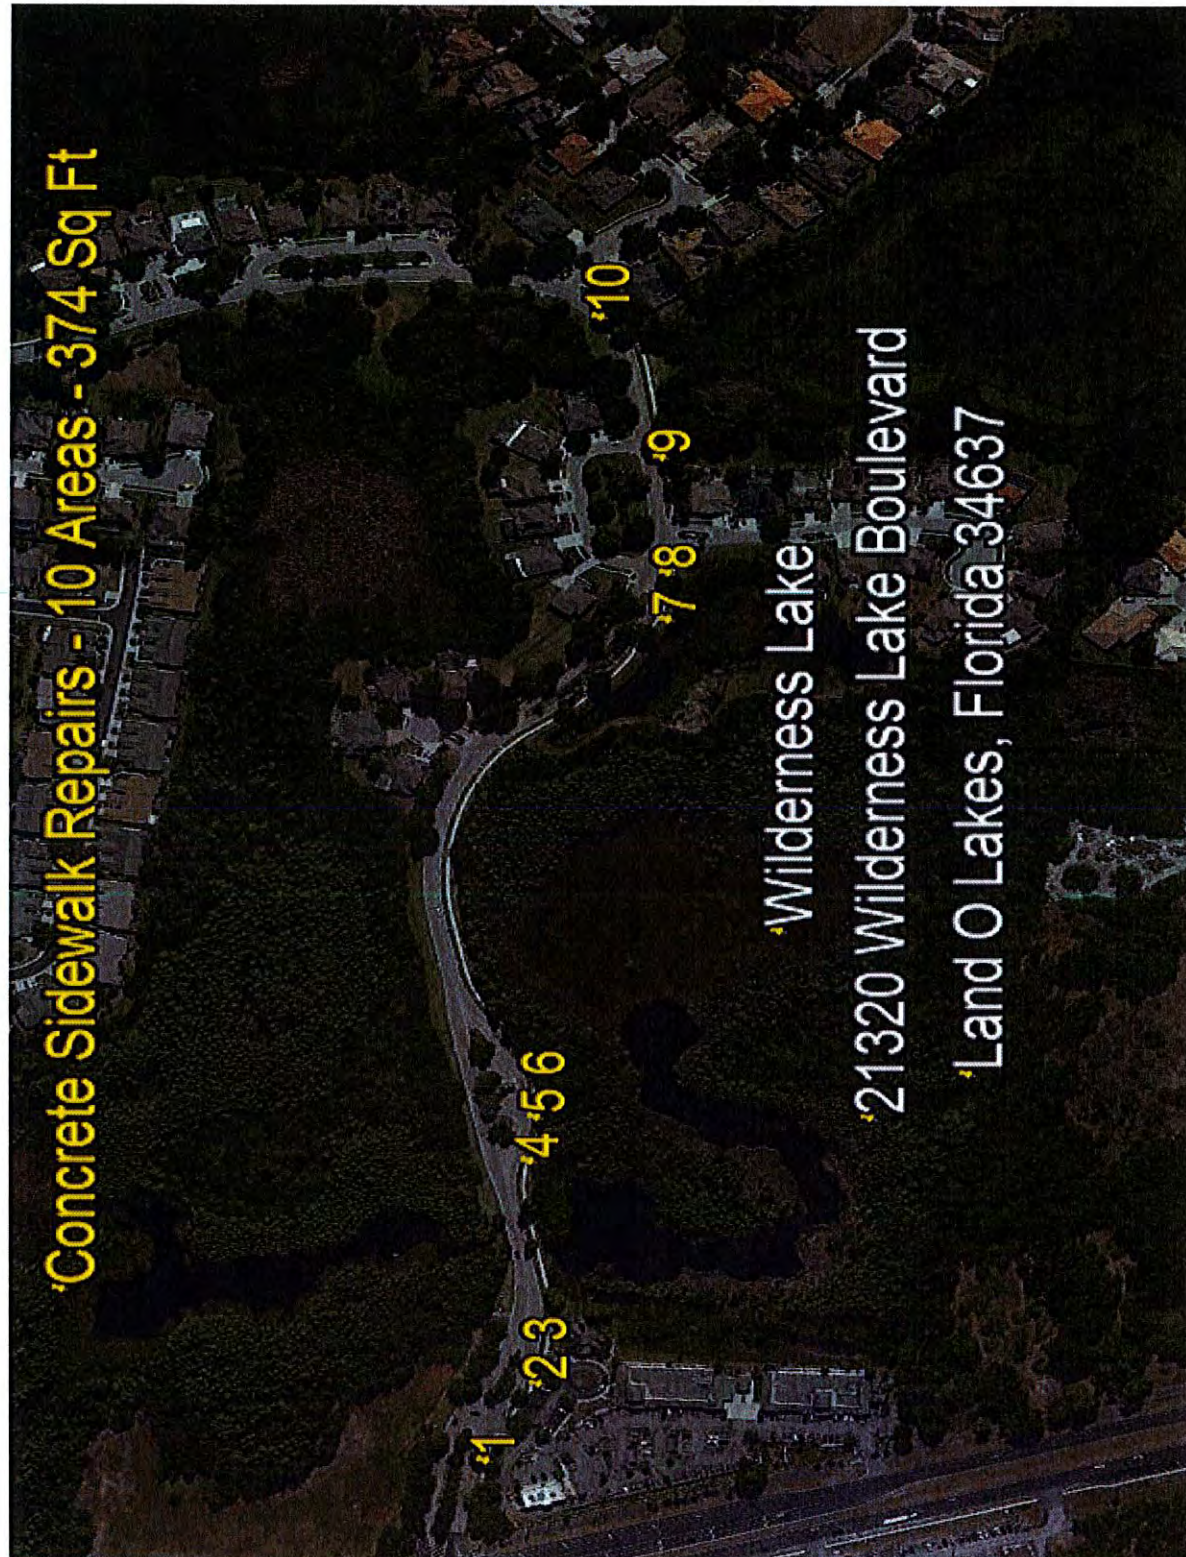 Concrete Sidewalk Repairs - 10 Areas - 374 Sq Ft
1
2-3
4
5 6
7
8
9
10
Wilderness Lake
21320 Wilderness Lake Boulevard
Land O Lakes, Florida 34637